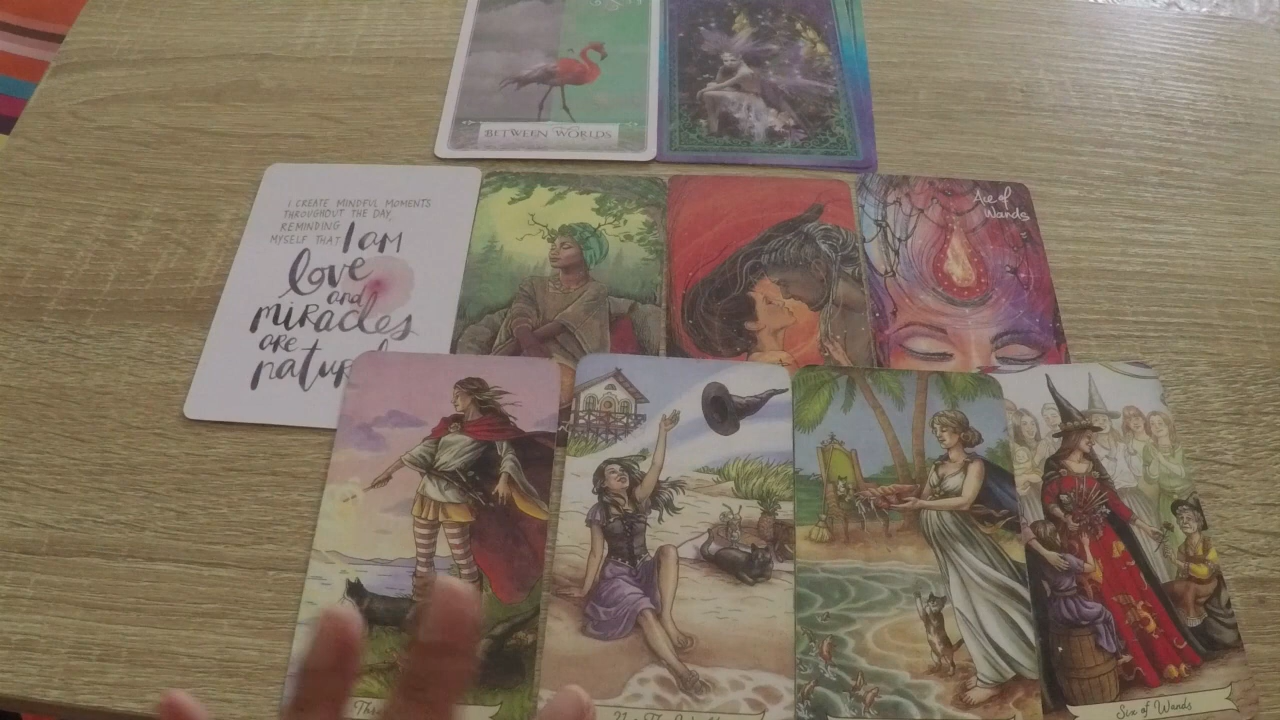 BETWEEN WORLDS
I CREATE MINDFUL MOMENTS
THROUGHOUT THE DAY,
REMINDING
MYSELF THAT I am
love
and
miracles
are
natur
Ace of
Wands
Six of Wands